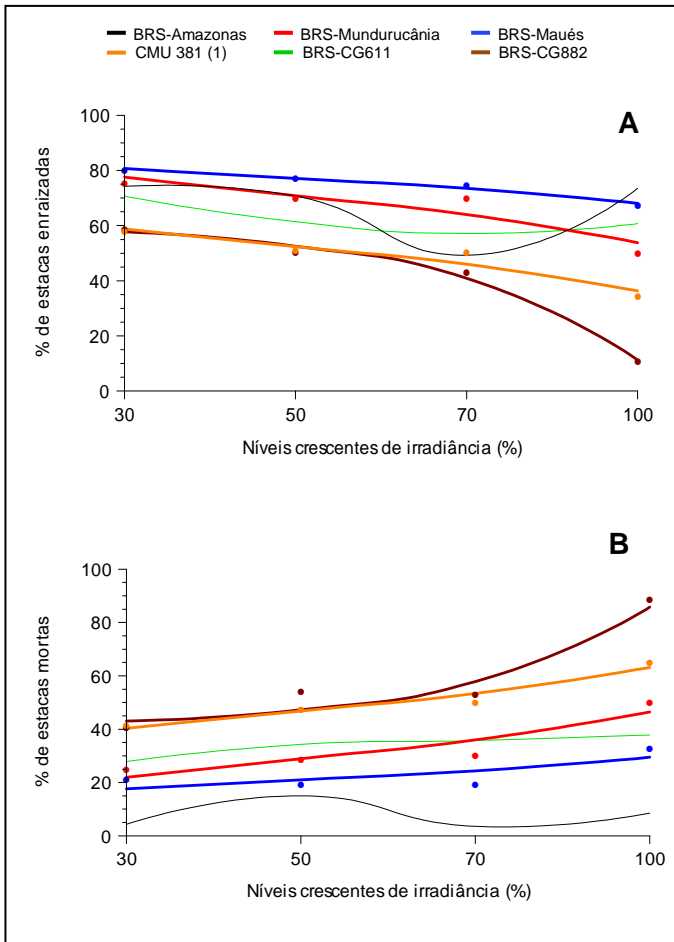 BRS-Amazonas BRS-Mundurucânia BRS-Maués
CMU 381 (1) BRS-CG611 BRS-CG882
A
100
80
60
40
20
0
% de estacas enraizadas
30 50 70 100
Níveis crescentes de irradiância (%)
B
100
80
60
40
20
0
% de estacas mortas
30 50 70 100
Níveis crescentes de irradiância (%)